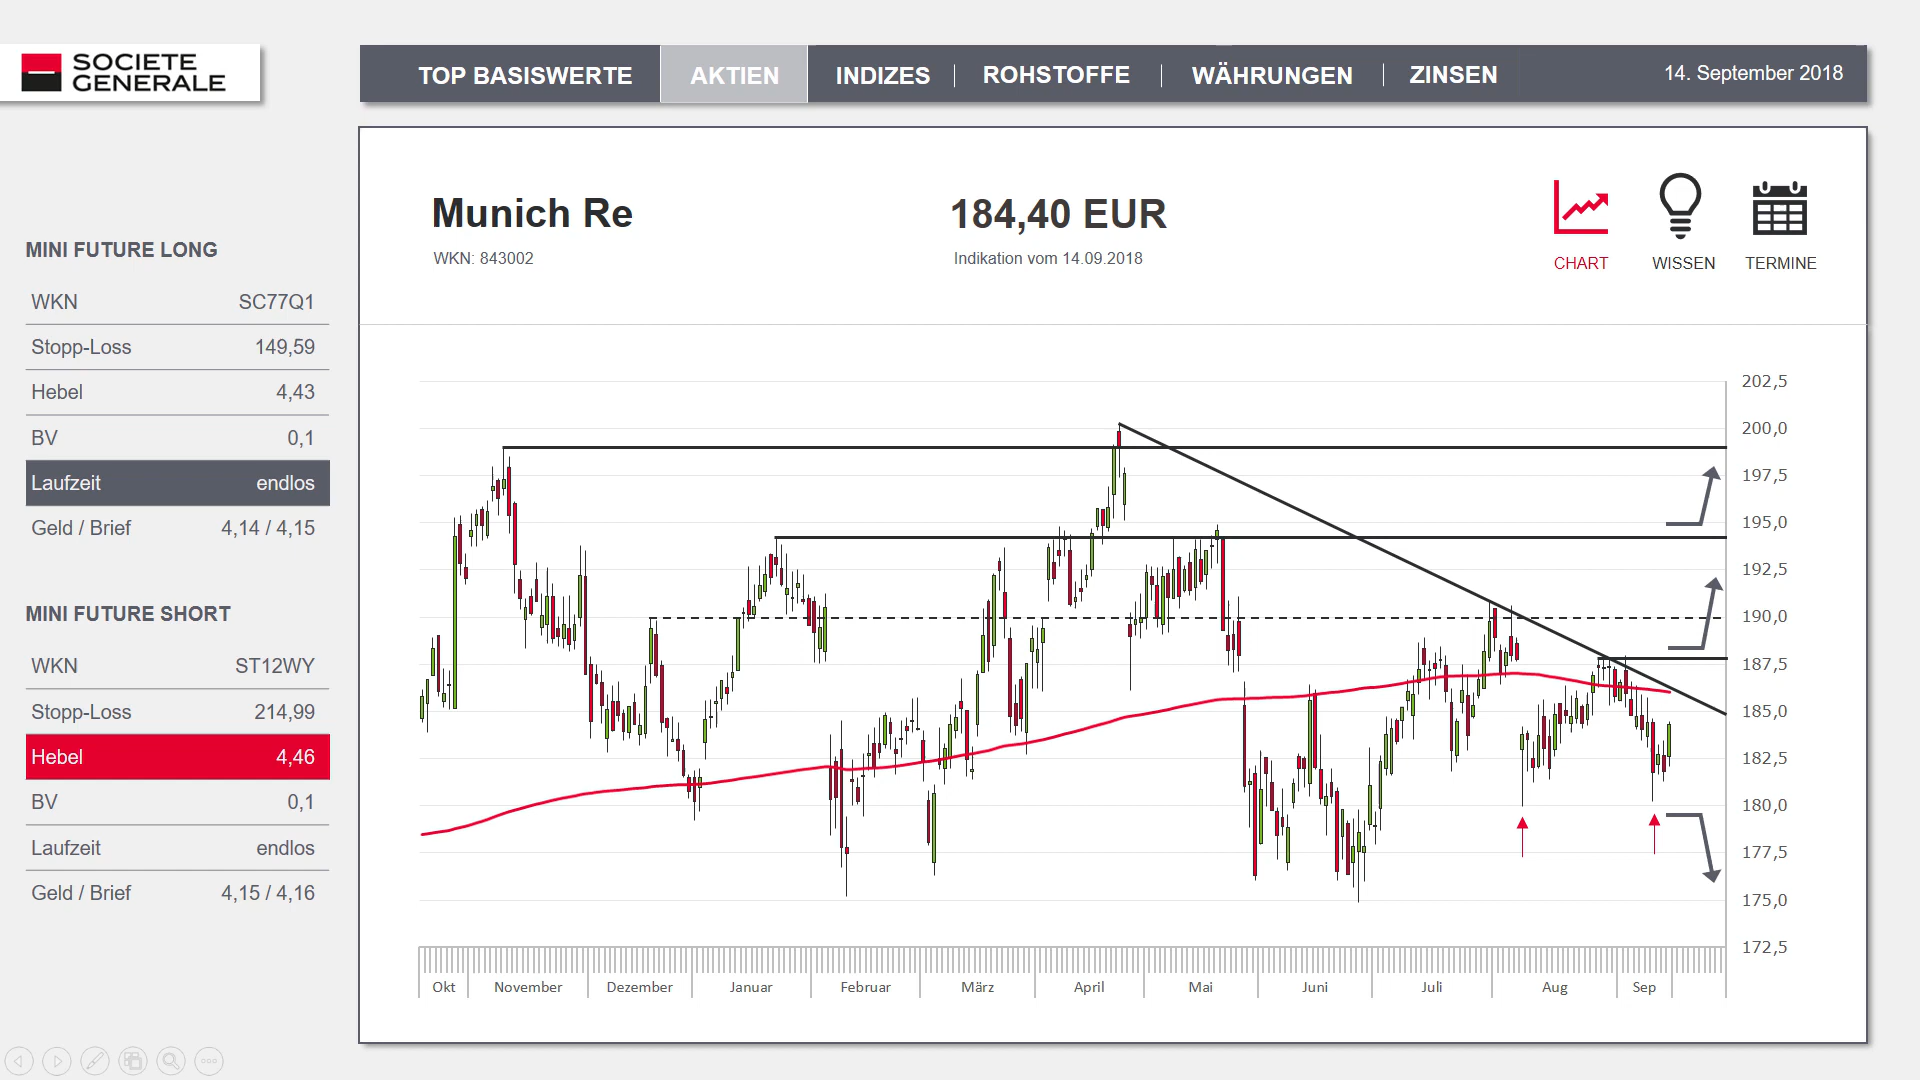 SOCIETE
GENERALE
TOP BASISWERTE AKTIEN INDIZES ROHSTOFFE WÄHRUNGEN ZINSEN 14. September 2018
Munich Re 184,40 EUR
WKN: 843002 Indikation vom 14.09.2018
CHART WISSEN TERMINE
MINI FUTURE LONG
WKN SC77Q1
Stopp-Loss 149,59
Hebel 4,43
BV 0,1
Laufzeit endlos
Geld / Brief 4,14 / 4,15
MINI FUTURE SHORT
WKN ST12WY
Stopp-Loss 214,99
Hebel 4,46
BV 0,1
Laufzeit endlos
Geld / Brief 4,15 / 4,16
202,5
200,0
197,5
195,0
192,5
190,0
187,5
185,0
182,5
180,0
177,5
175,0
172,5
Okt November Dezember Januar Februar März April Mai Juni Juli Aug Sep